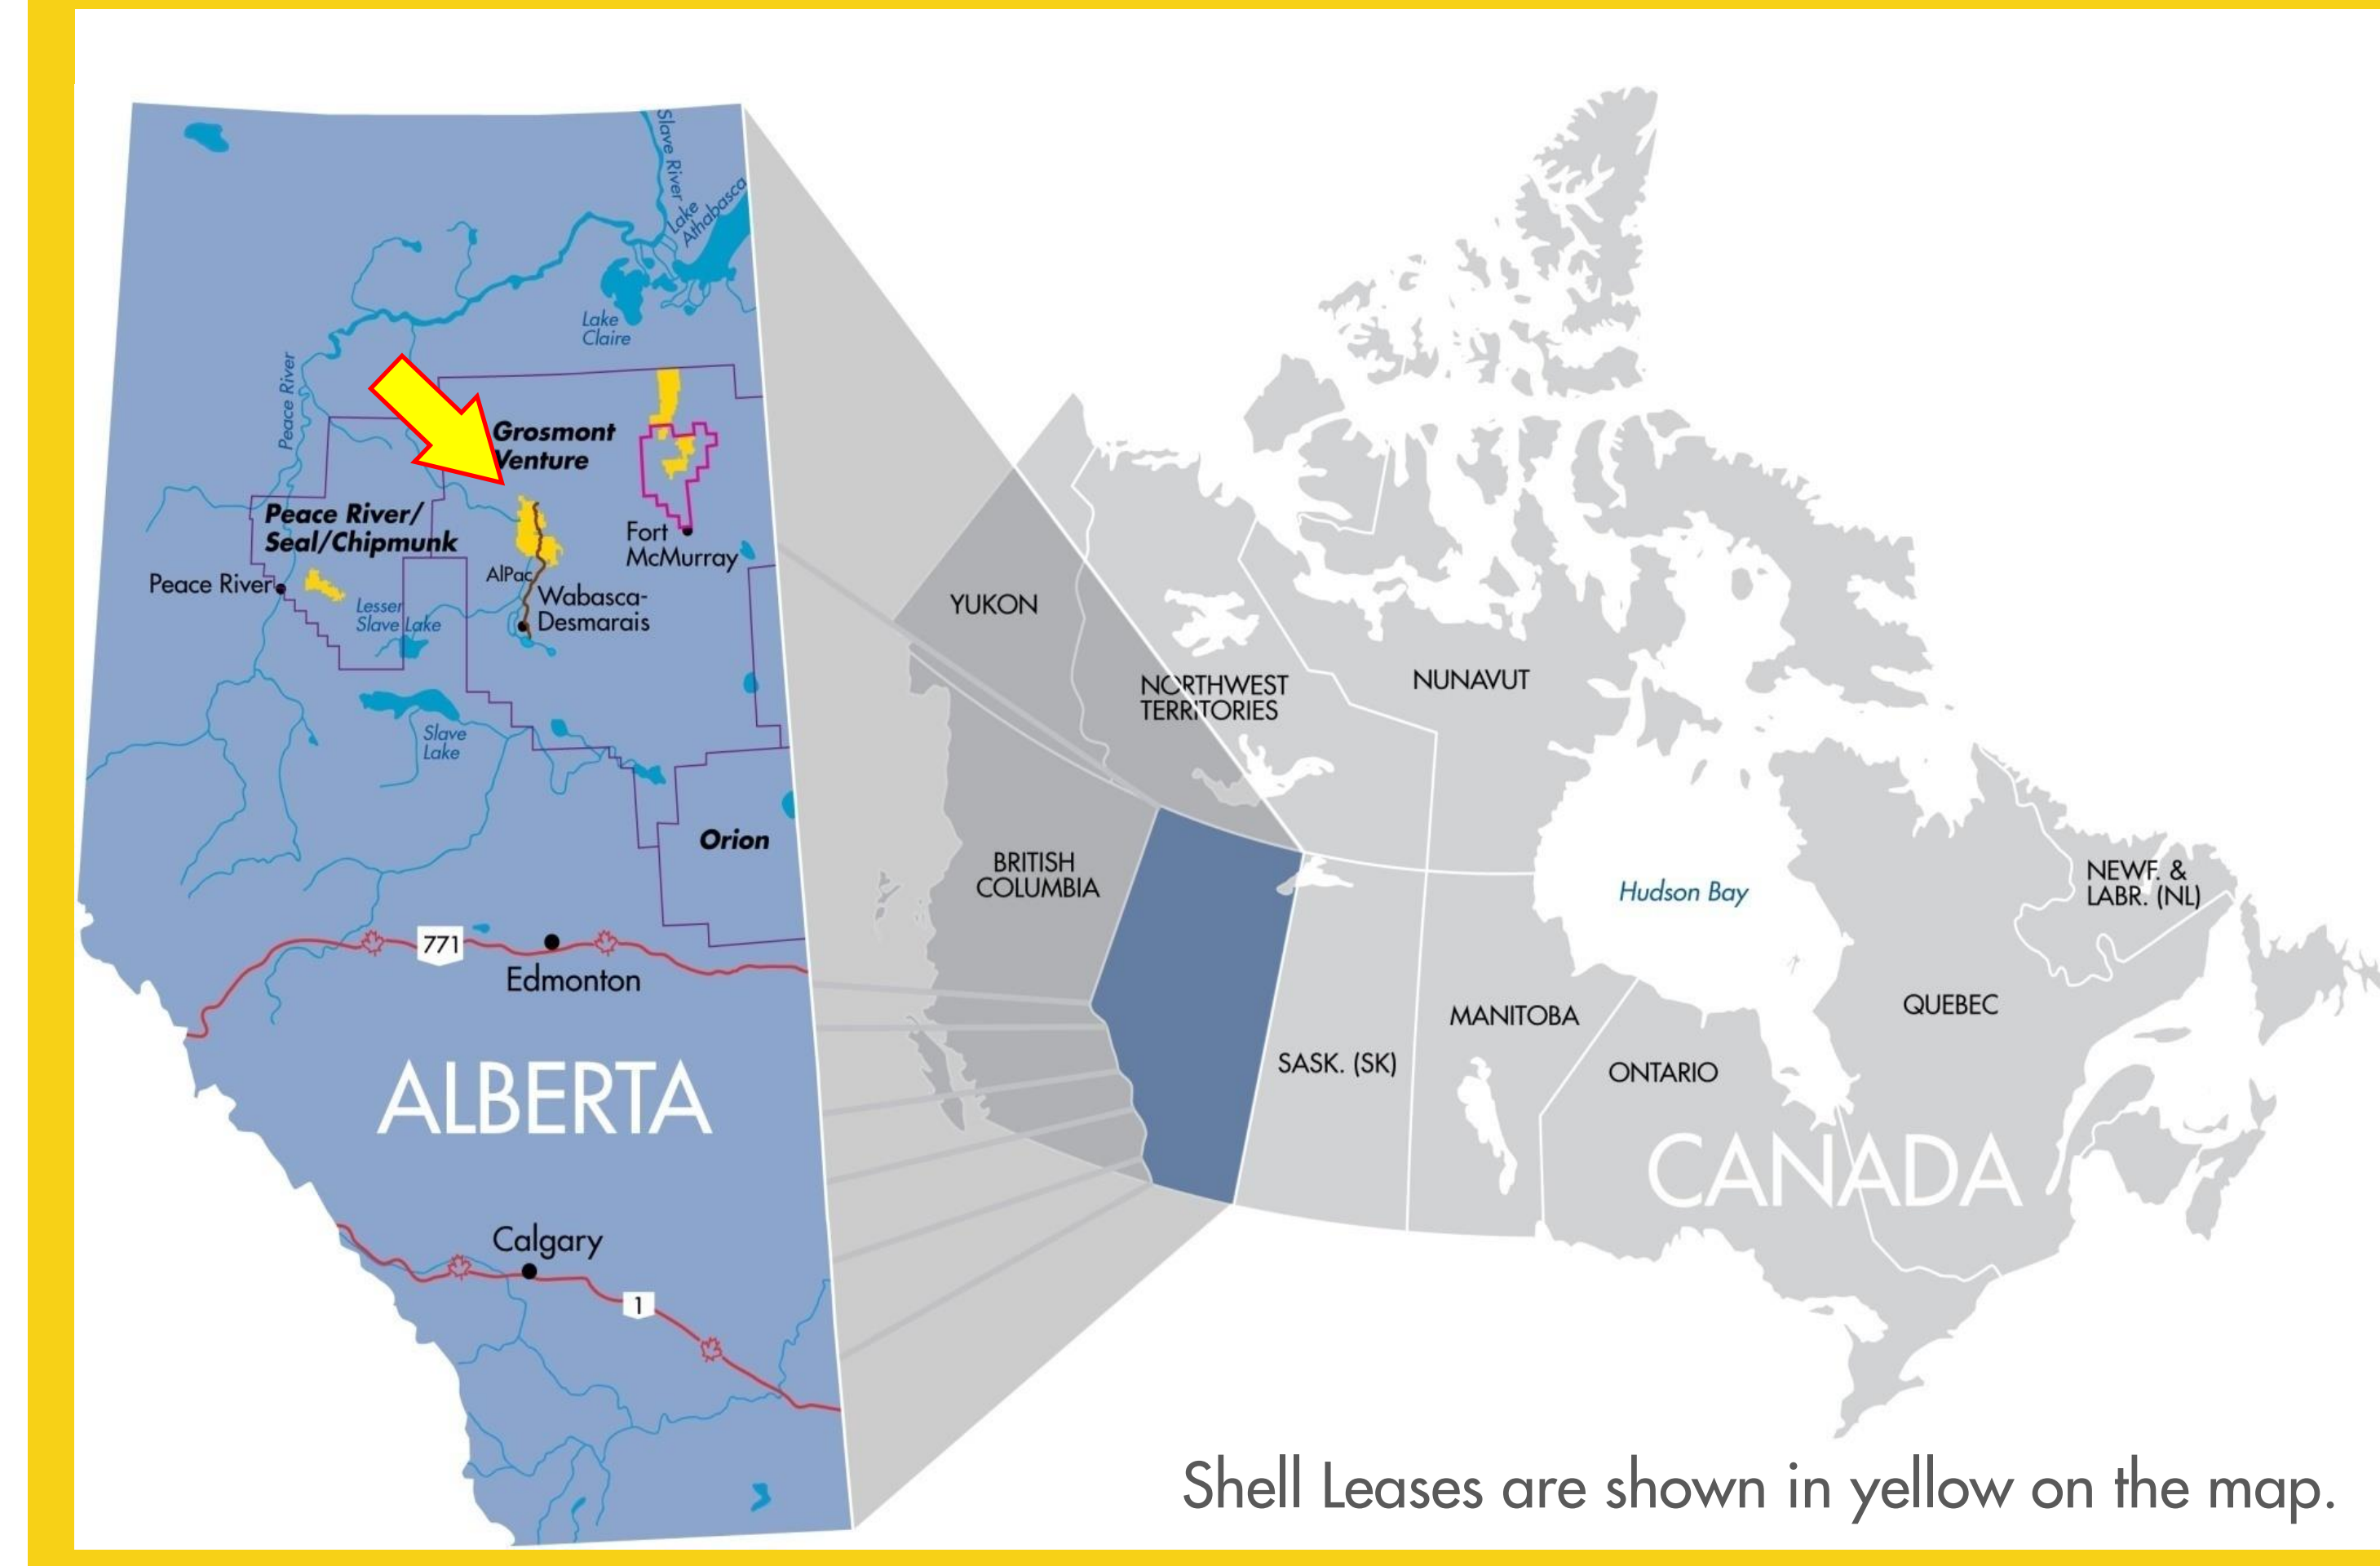 Slave River
Lake
Athabasca
Lake
Claire
Peace River
Grosmont
Venture
Peace River/
Seal/Chipmunk
Fort
McMurray
AlPac
Peace River
Lesser
Slave Lake
Wabasca-
Desmarais
Slave
Lake
Orion
771
Edmonton
ALBERTA
Calgary
1
YUKON
NORTHWEST
TERRITORIES
NUNAVUT
BRITISH
COLUMBIA
Hudson Bay
NEWF. &
LABR. (NL)
SASK. (SK)
MANITOBA
ONTARIO
QUEBEC
CANADA
Shell Leases are shown in yellow on the map.